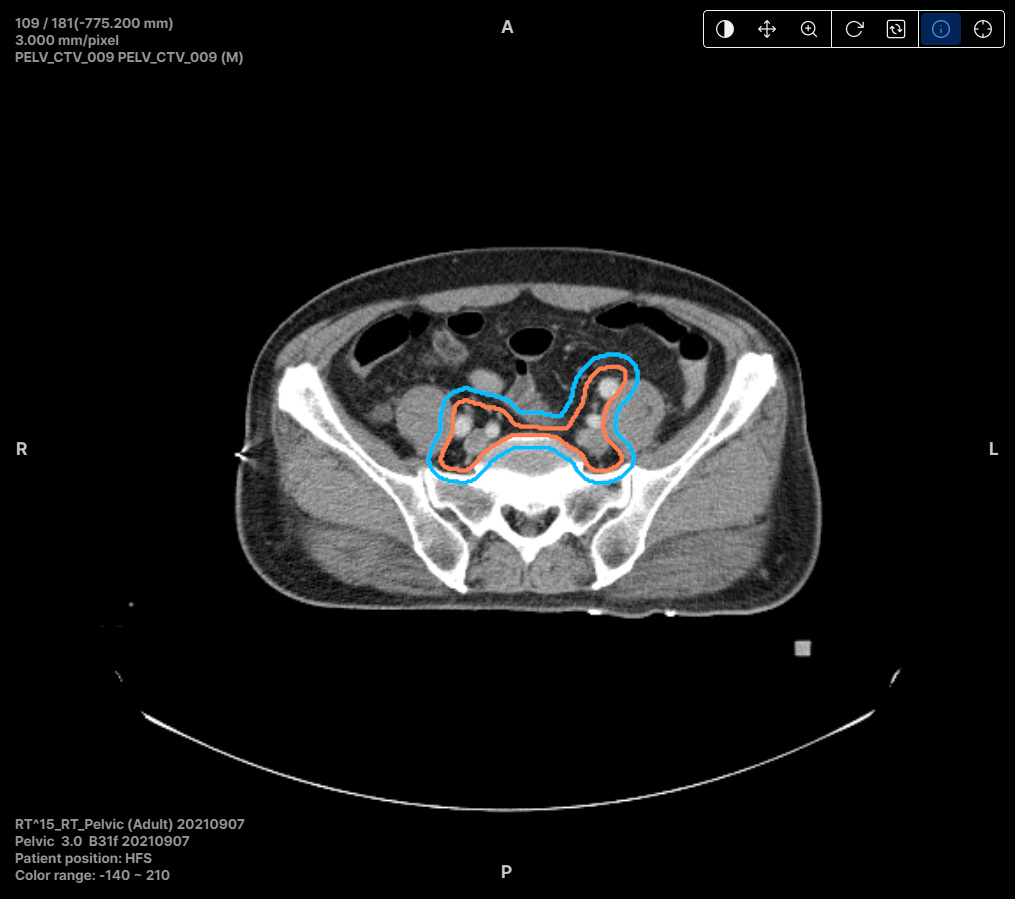 109 / 181(-775.200 mm)
3.000 mm/pixel
PELV_CTV_009 PELV_CTV_009 (M)
A
R
L
RT^15_RT_Pelvic (Adult) 20210907
Pelvic  3.0  B31f 20210907
Patient position: HFS
Color range: -140 ~ 210
P